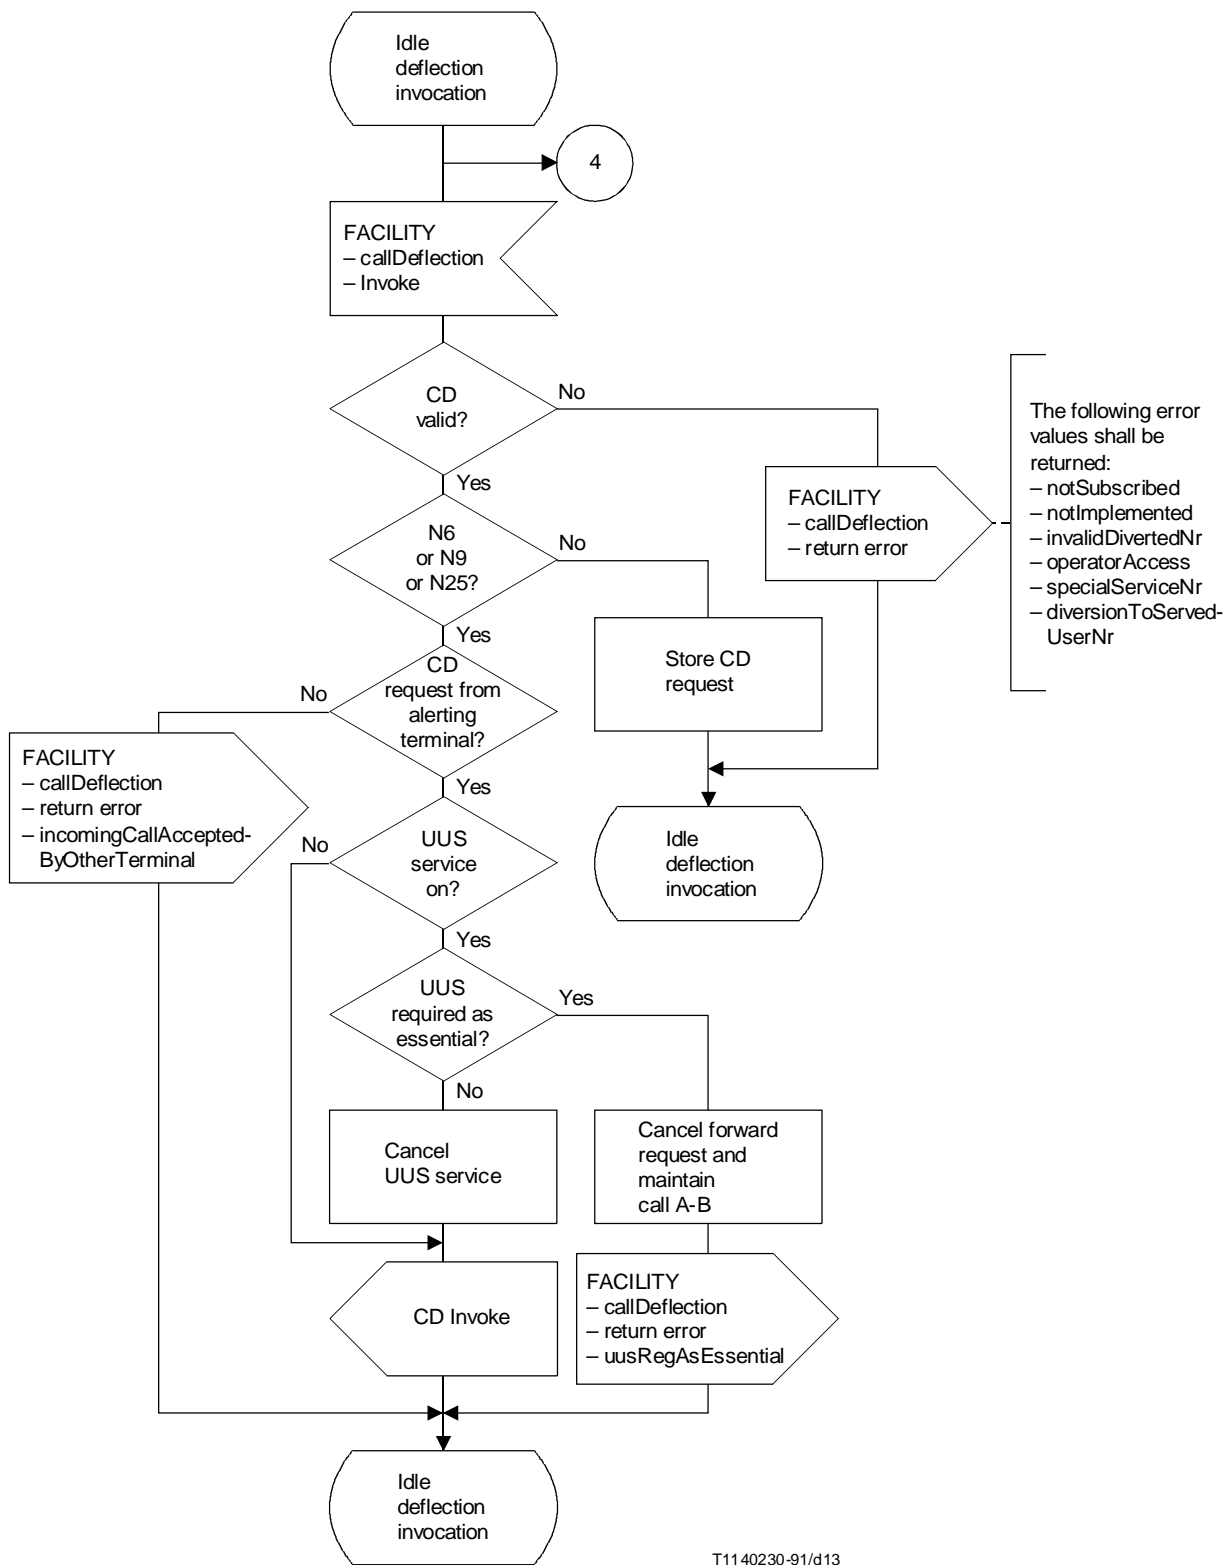 Idle
deflection
invocation
4
FACILITY
– callDeflection
– Invoke
CD
valid?
No
Yes
The following error
values shall be
returned:
– notSubscribed
– notImplemented
– invalidDivertedNr
– operatorAccess
– specialServiceNr
– diversionToServed-
UserNr
FACILITY
– callDeflection
– return error
N6
or N9
or N25?
No
Yes
Store CD
request
CD
request from
alerting
terminal?
No
Yes
FACILITY
– callDeflection
– return error
– incomingCallAccepted-
ByOtherTerminal
Idle
deflection
invocation
UUS
service
on?
No
Yes
UUS
required as
essential?
Yes
No
Cancel
UUS service
Cancel forward
request and
maintain
call A-B
CD Invoke
FACILITY
– callDeflection
– return error
– uusRegAsEssential
Idle
deflection
invocation
T1140230-91/d13